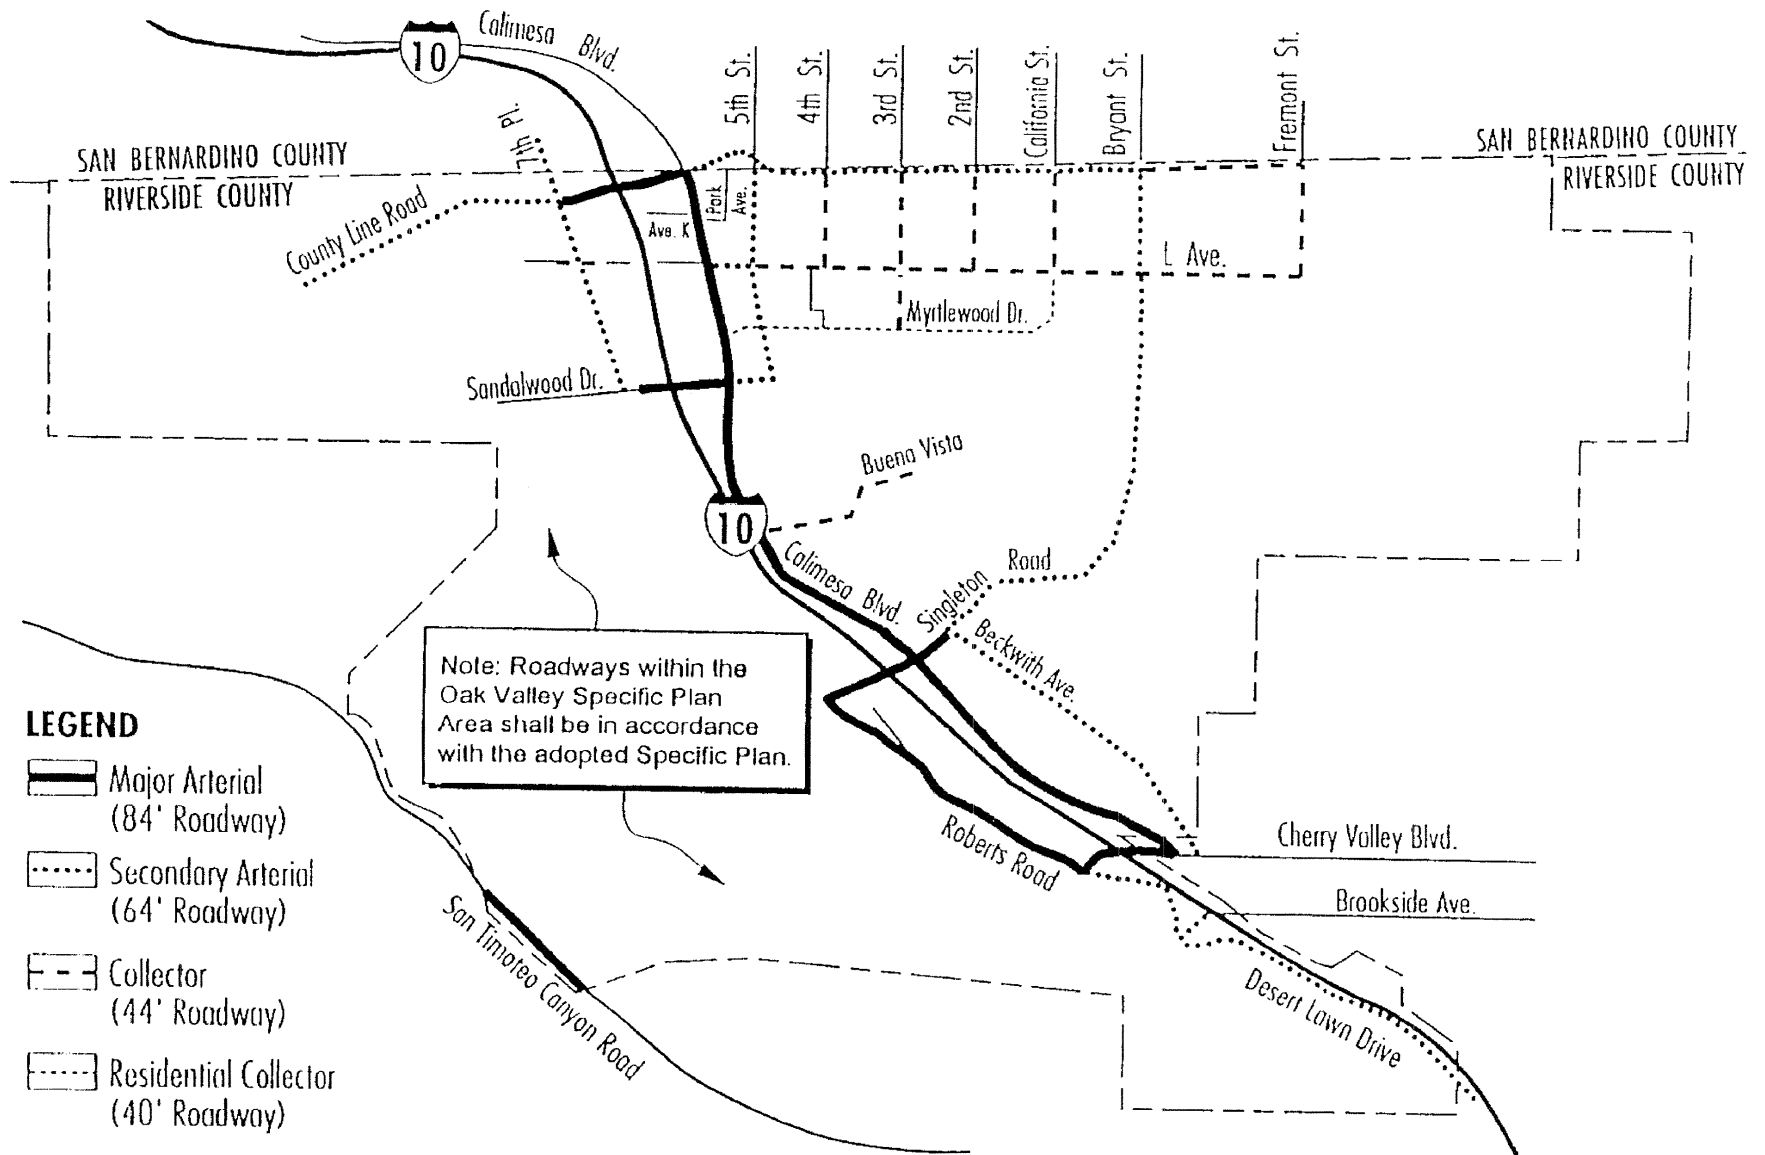 Calimesa Blvd.
10
7th Pl.
5th St.
4th St.
3rd St.
2nd St.
California St.
Bryant St.
Fremont St.
SAN BERNARDINO COUNTY
RIVERSIDE COUNTY
SAN BERNARDINO COUNTY
RIVERSIDE COUNTY
County Line Road
Park
Ave.
Ave. K
L Ave.
Myrtlewood Dr.
Sandalwood Dr.
Buena Vista
10
Calimesa Blvd.
Singleton Road
Beckwith Ave.
Note: Roadways within the
Oak Valley Specific Plan
Area shall be in accordance
with the adopted Specific Plan.
Roberts Road
Cherry Valley Blvd.
Brookside Ave.
San Timoteo Canyon Road
Desert Lawn Drive
LEGEND
Major Arterial
(84' Roadway)
Secondary Arterial
(64' Roadway)
Collector
(44' Roadway)
Residential Collector
(40' Roadway)